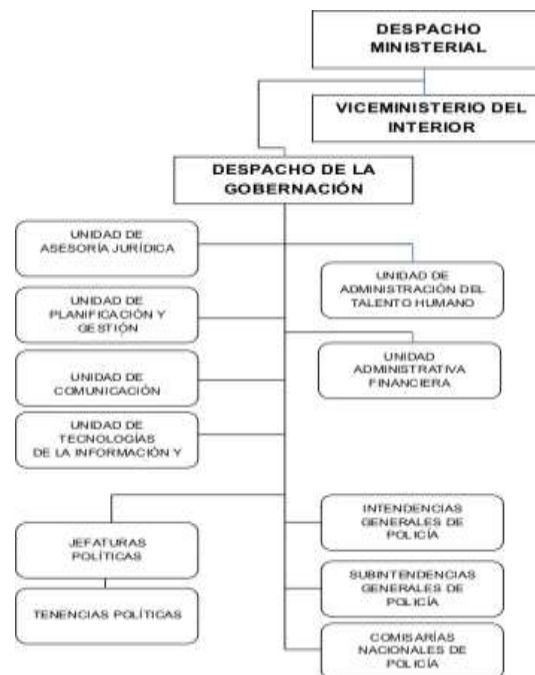 DESPACHO
MINISTERIAL
VICEMINISTERIO DEL
INTERIOR
DESPACHO DE LA
GOBERNACIÓN
UNIDAD DE
ASESORÍA JURÍDICA
UNIDAD DE
ADMINISTRACIÓN DEL
TALENTO HUMANO
UNIDAD DE
PLANIFICACIÓN Y
GESTIÓN
UNIDAD
ADMINISTRATIVA
FINANCIERA
UNIDAD DE
COMUNICACIÓN
UNIDAD DE
TECNOLOGÍAS
DE LA INFORMACIÓN Y
JEFATURAS
POLÍTICAS
INTENDENCIAS
GENERALES DE
POLICÍA
TENENCIAS POLÍTICAS
SUBINTENDENCIAS
GENERALES DE
POLICÍA
COMISARÍAS
NACIONALES DE
POLICÍA